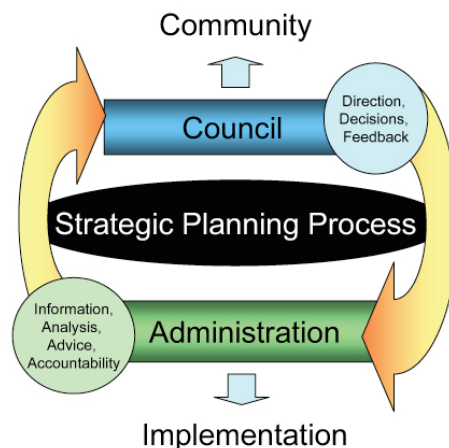 Community
Council
Direction,
Decisions,
Feedback
Strategic Planning Process
Information,
Analysis,
Advice,
Accountability
Administration
Implementation